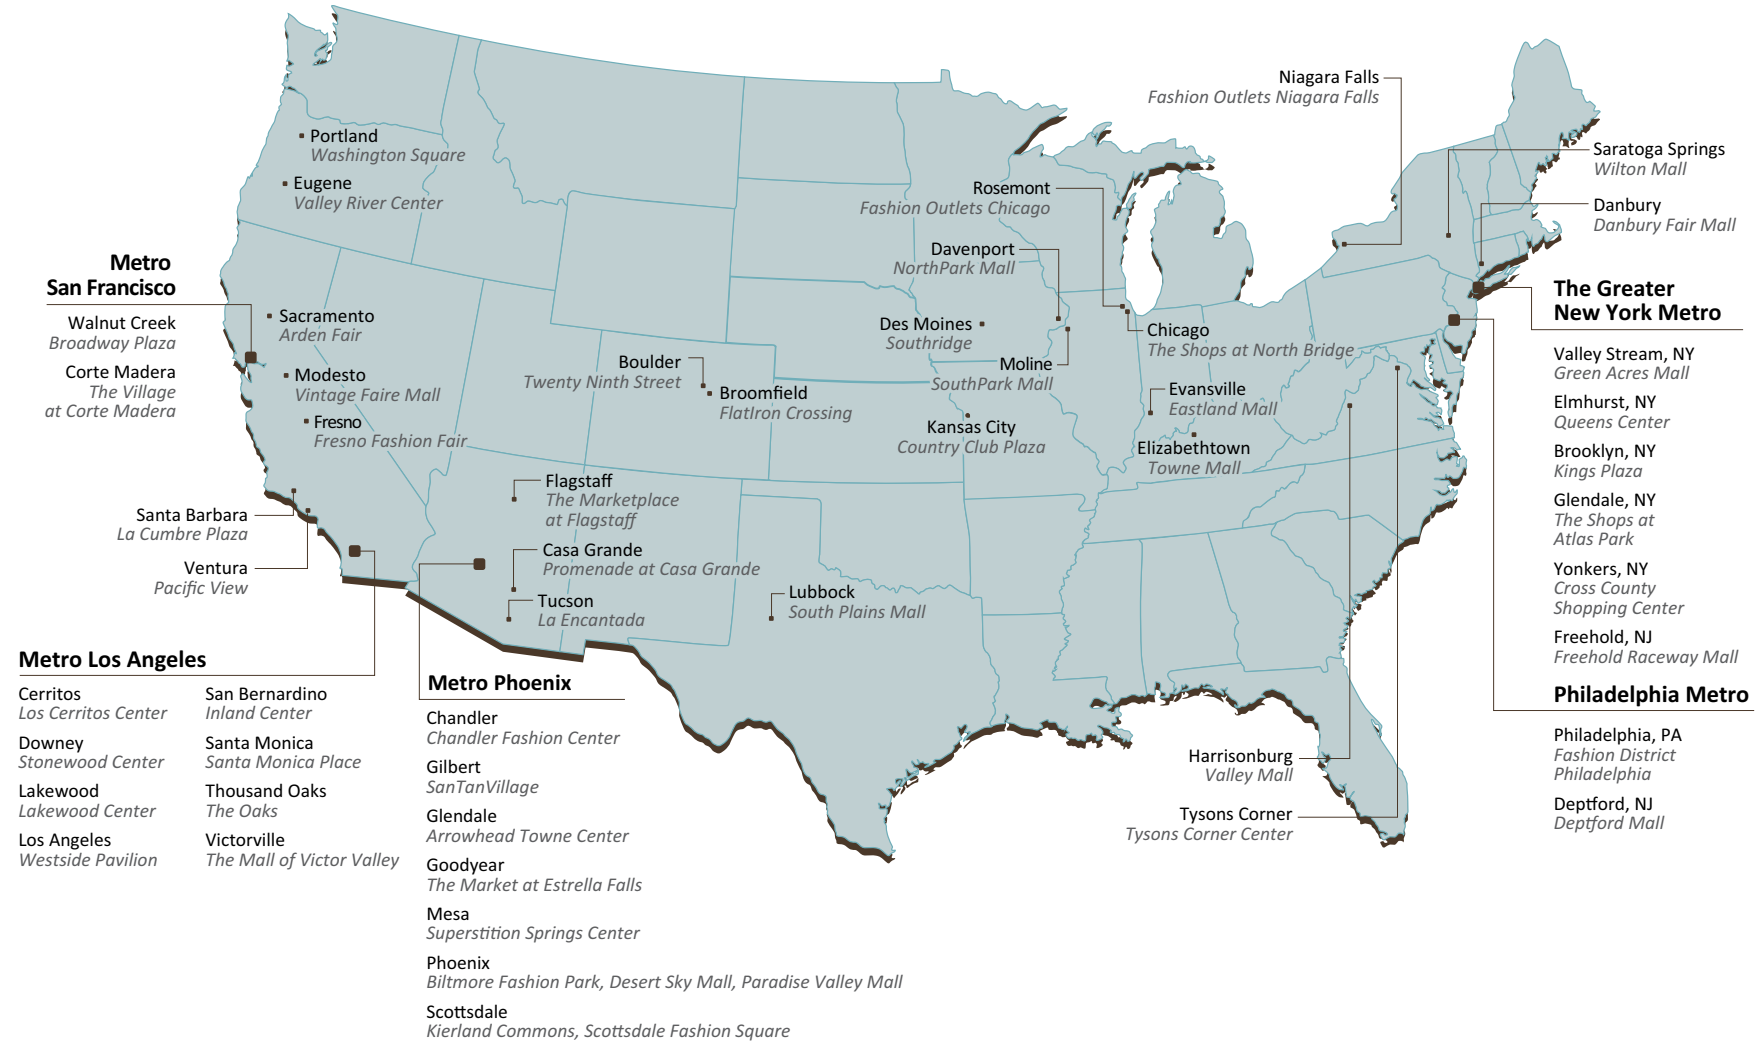 Niagara Falls
Fashion Outlets Niagara Falls
Portland
Washington Square
Eugene
Valley River Center
Saratoga Springs
Wilton Mall
Rosemont
Fashion Outlets Chicago
Danbury
Danbury Fair Mall
Davenport
NorthPark Mall
Metro
San Francisco
Walnut Creek
Broadway Plaza
Corte Madera
The Village
at Corte Madera
Sacramento
Arden Fair
Modesto
Vintage Faire Mall
Fresno
Fresno Fashion Fair
Boulder
Twenty Ninth Street
Broomfield
FlatIron Crossing
Des Moines
Southridge
Moline
SouthPark Mall
Kansas City
Country Club Plaza
Chicago
The Shops at North Bridge
Evansville
Eastland Mall
Elizabethtown
Towne Mall
The Greater
New York Metro
Valley Stream, NY
Green Acres Mall
Elmhurst, NY
Queens Center
Brooklyn, NY
Kings Plaza
Glendale, NY
The Shops at
Atlas Park
Yonkers, NY
Cross County
Shopping Center
Freehold, NJ
Freehold Raceway Mall
Philadelphia Metro
Philadelphia, PA
Fashion District
Philadelphia
Deptford, NJ
Deptford Mall
Santa Barbara
La Cumbre Plaza
Ventura
Pacific View
Flagstaff
The Marketplace
at Flagstaff
Casa Grande
Promenade at Casa Grande
Tucson
La Encantada
Lubbock
South Plains Mall
Harrisonburg
Valley Mall
Tysons Corner
Tysons Corner Center
Metro Los Angeles
Cerritos
Los Cerritos Center
Downey
Stonewood Center
Lakewood
Lakewood Center
Los Angeles
Westside Pavilion
San Bernardino
Inland Center
Santa Monica
Santa Monica Place
Thousand Oaks
The Oaks
Victorville
The Mall of Victor Valley
Metro Phoenix
Chandler
Chandler Fashion Center
Gilbert
SanTanVillage
Glendale
Arrowhead Towne Center
Goodyear
The Market at Estrella Falls
Mesa
Superstition Springs Center
Phoenix
Biltmore Fashion Park, Desert Sky Mall, Paradise Valley Mall
Scottsdale
Kierland Commons, Scottsdale Fashion Square